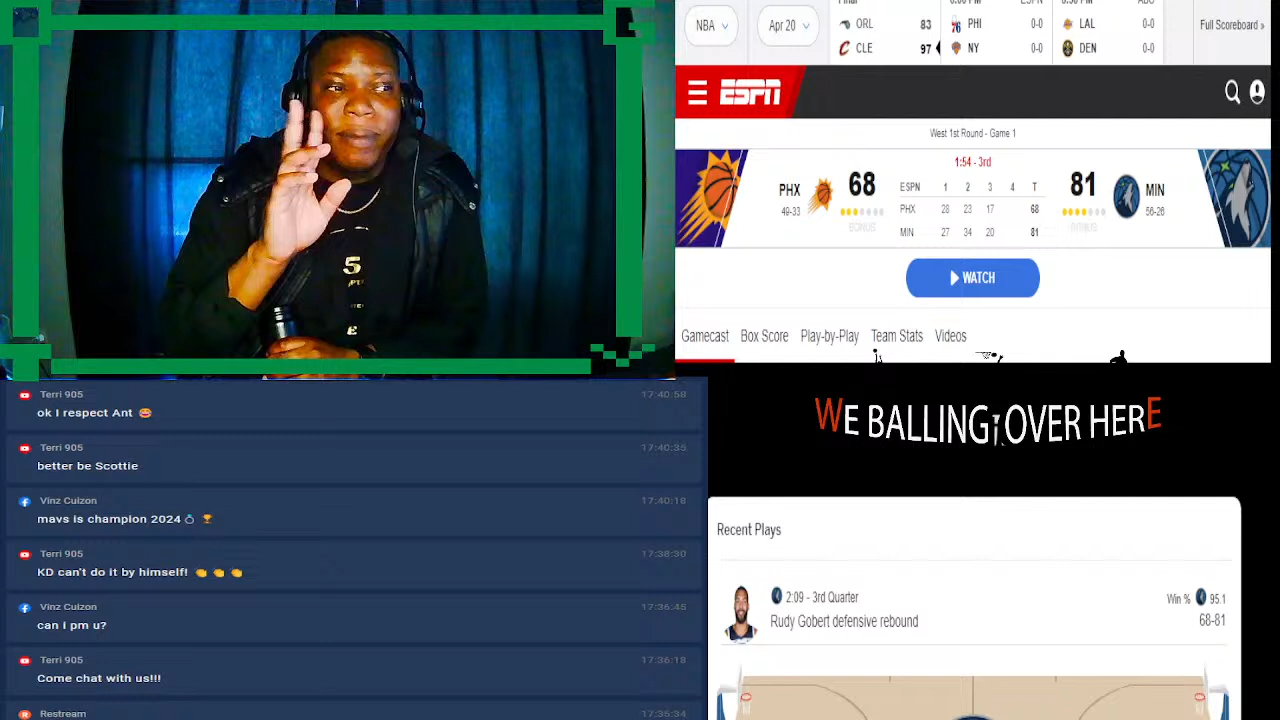 5
E
NBA
Apr 20
Final
ORL 83
CLE 97
ESPN
PHI 0-0
NY 0-0
LAL 0-0
DEN 0-0
Full Scoreboard »
ESPN
West 1st Round - Game 1
1:54 - 3rd
PHX
49-33
68
ESPN 1 2 3 4 T
PHX 28 23 17 68
MIN 27 34 20 81
81
MIN
56-26
BONUS
WATCH
Gamecast Box Score Play-by-Play Team Stats Videos
WE BALLING OVER HERE
Recent Plays
2:09 - 3rd Quarter
Rudy Gobert defensive rebound
Win % 95.1
68-81
Terri 905 17:40:58
ok I respect Ant
Terri 905 17:40:35
better be Scottie
Vinz Cuizon 17:40:18
mavs is champion 2024
Terri 905 17:38:30
KD can't do it by himself!
Vinz Cuizon 17:36:45
can i pm u?
Terri 905 17:36:18
Come chat with us!!!
Restream 17:35:34